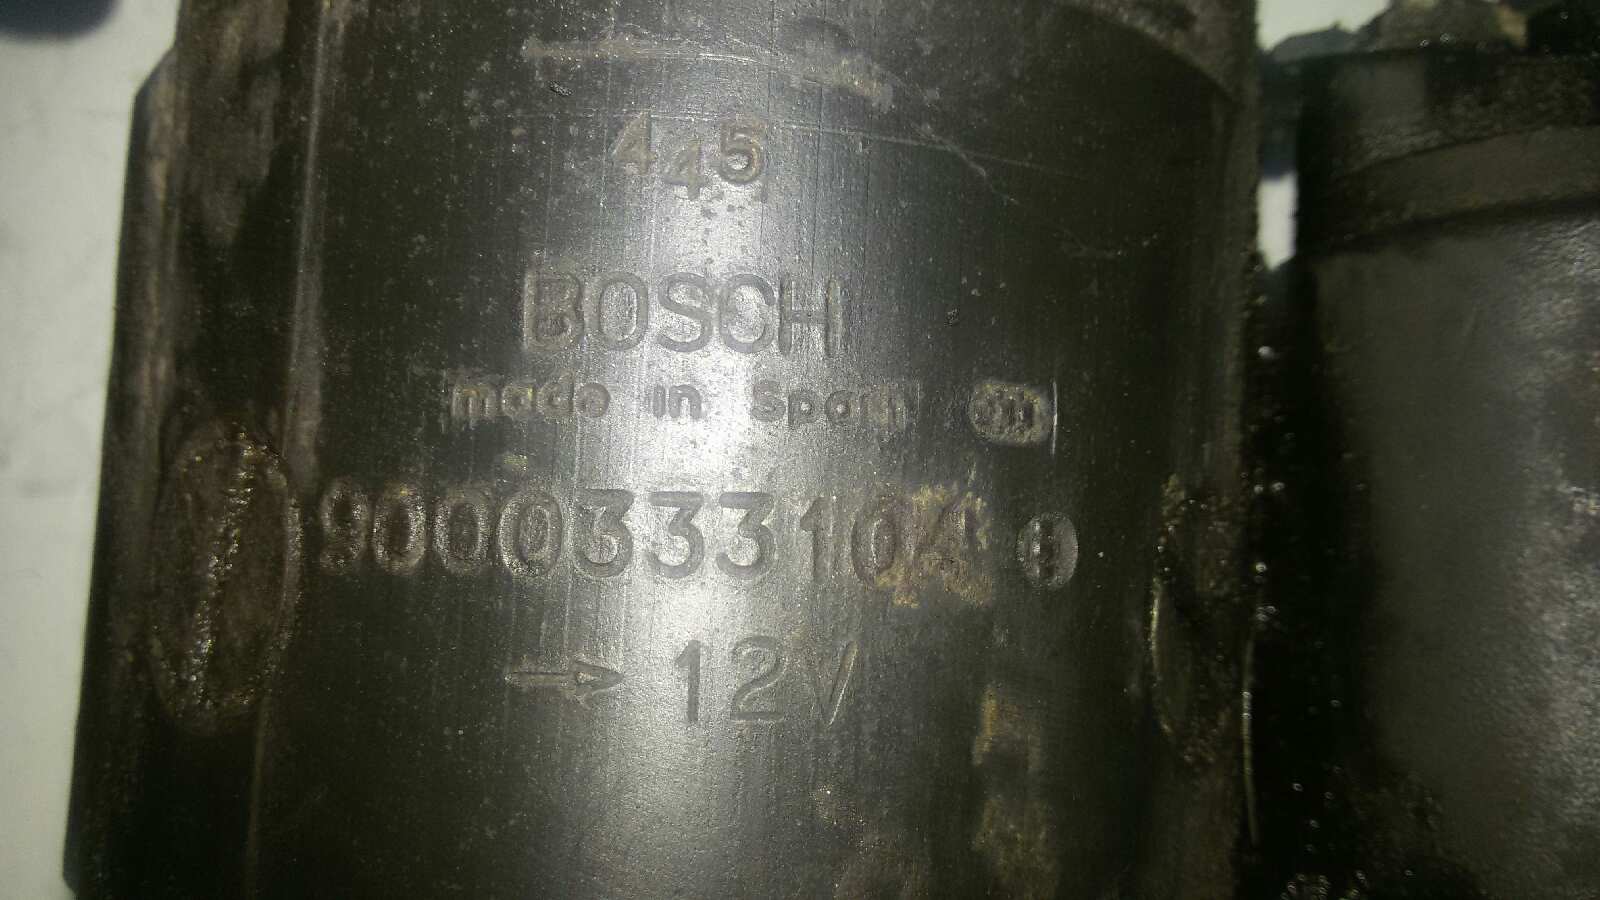 445
BOSCH
made in Spain
9000333104
→ 12V